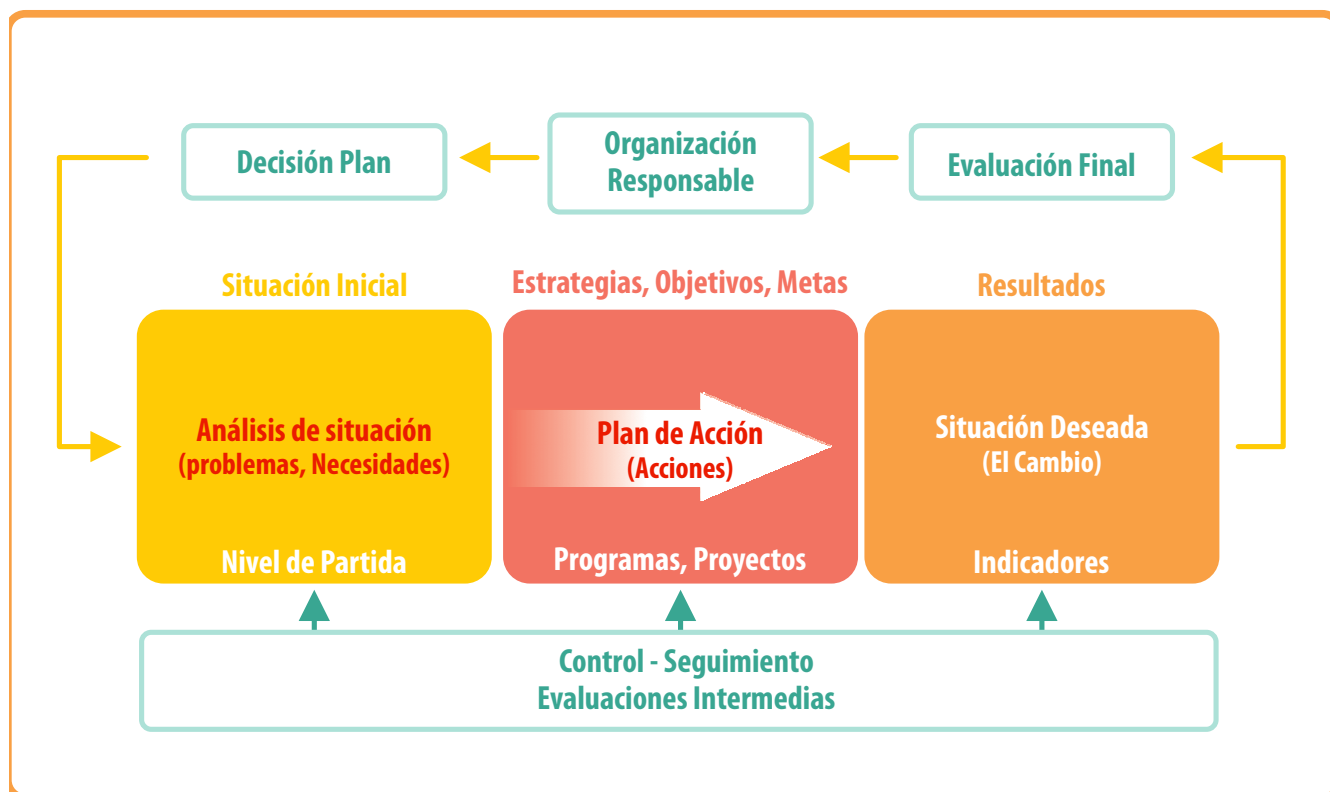 Decisión Plan
Organización
Responsable
Evaluación Final
Situación Inicial
Estrategias, Objetivos, Metas
Resultados
Análisis de situación
(problemas, Necesidades)
Plan de Acción
(Acciones)
Situación Deseada
(El Cambio)
Nivel de Partida
Programas, Proyectos
Indicadores
Control - Seguimiento
Evaluaciones Intermedias